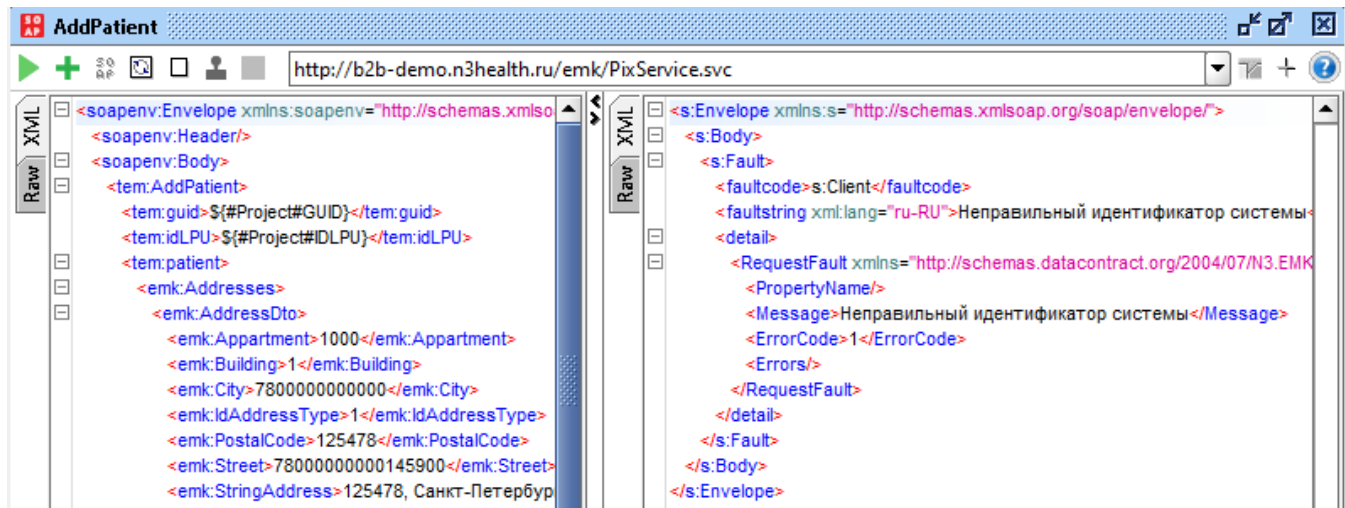 SO AP AddPatient
SO AP http://b2b-demo.n3health.ru/emk/PixService.svc
XML
Raw
<soapenv:Envelope xmlns:soapenv="http://schemas.xmlso
<soapenv:Header/>
<soapenv:Body>
<tem:AddPatient>
<tem:guid>${#Project#GUID}</tem:guid>
<tem:idLPU>${#Project#IDLPU}</tem:idLPU>
<tem:patient>
<emk:Addresses>
<emk:AddressDto>
<emk:Appartment>1000</emk:Appartment>
<emk:Building>1</emk:Building>
<emk:City>7800000000000</emk:City>
<emk:IdAddressType>1</emk:IdAddressType>
<emk:PostalCode>125478</emk:PostalCode>
<emk:Street>78000000000145900</emk:Street>
<emk:StringAddress>125478, Санкт-Петербур
XML
Raw
<s:Envelope xmlns:s="http://schemas.xmlsoap.org/soap/envelope/">
<s:Body>
<s:Fault>
<faultcode>s:Client</faultcode>
<faultstring xml:lang="ru-RU">Неправильный идентификатор системы<
<detail>
<RequestFault xmlns="http://schemas.datacontract.org/2004/07/N3.EMK
<PropertyName/>
<Message>Неправильный идентификатор системы</Message>
<ErrorCode>1</ErrorCode>
<Errors/>
</RequestFault>
</detail>
</s:Fault>
</s:Body>
</s:Envelope>